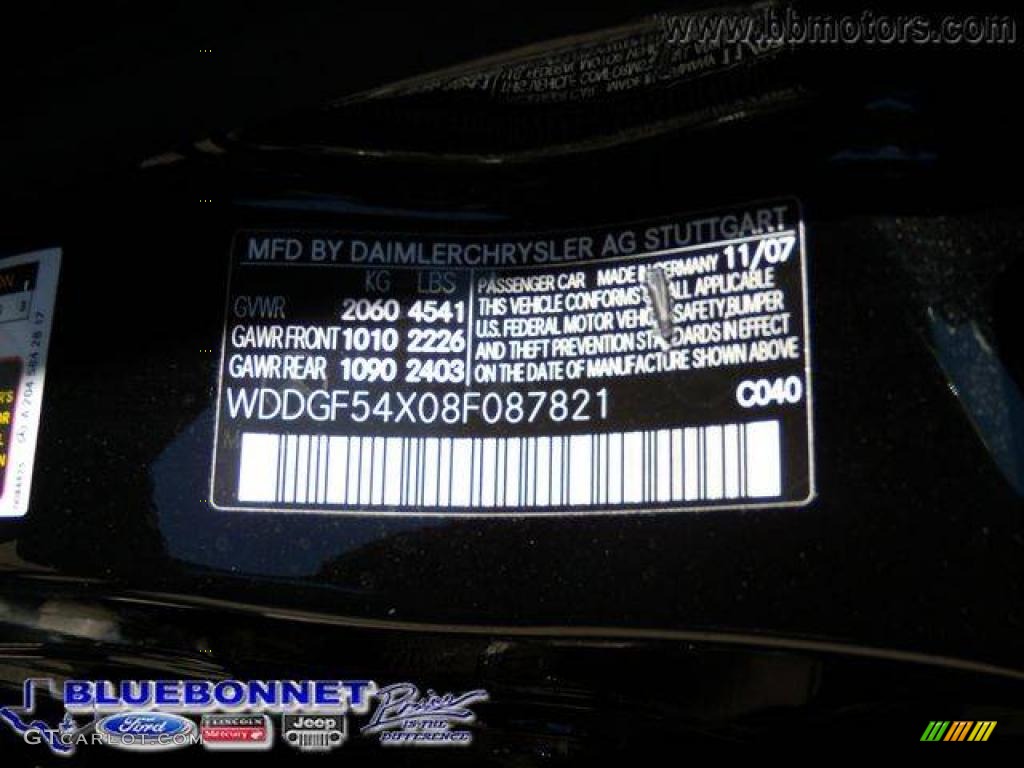 www.bbmotors.com
MFD BY DAIMLERCHRYSLER AG STUTTGART
11/07
KG LBS
GVWR 2060 4541
GAWR FRONT 1010 2226
GAWR REAR 1090 2403
PASSENGER CAR MADE IN GERMANY
THIS VEHICLE CONFORMS ALL APPLICABLE
U.S. FEDERAL MOTOR VEHICLE SAFETY, BUMPER
AND THEFT PREVENTION STANDARDS IN EFFECT
ON THE DATE OF MANUFACTURE SHOWN ABOVE
WDDGF54X08F087821
C040
BLUEBONNET
Ford
LINCOLN
Mercury
Jeep
Price
IS THE
DIFFERENCE
GTcarlot.com